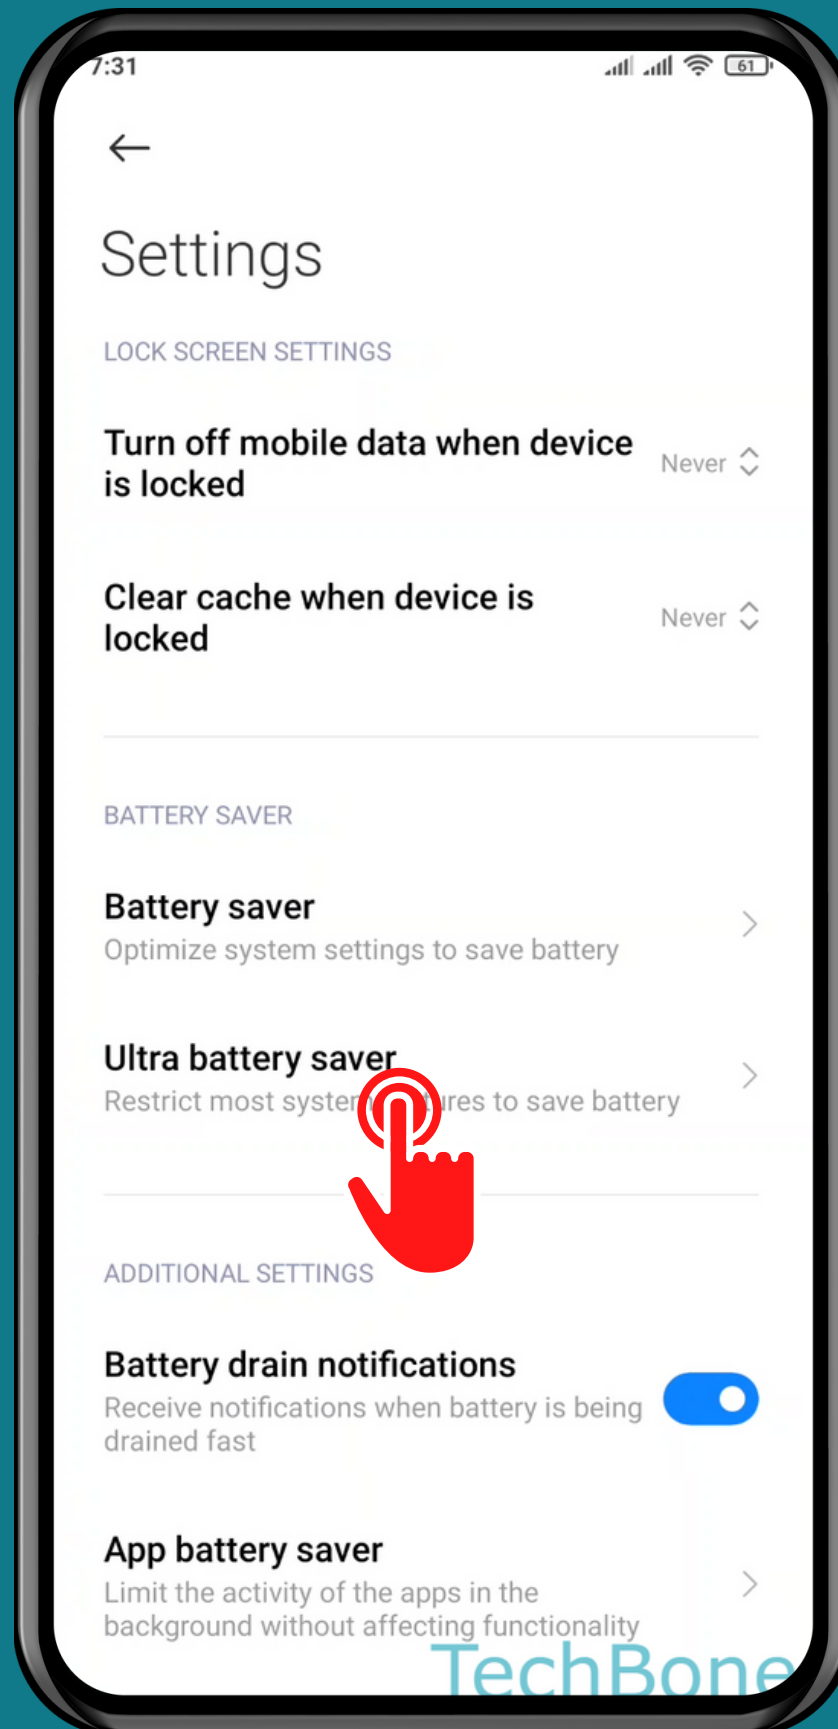 7:31
61
Settings
LOCK SCREEN SETTINGS
Turn off mobile data when device
is locked
Never
Clear cache when device is
locked
Never
BATTERY SAVER
Battery saver
Optimize system settings to save battery
Ultra battery saver
Restrict most system features to save battery
ADDITIONAL SETTINGS
Battery drain notifications
Receive notifications when battery is being
drained fast
App battery saver
Limit the activity of the apps in the
background without affecting functionality
TechBone